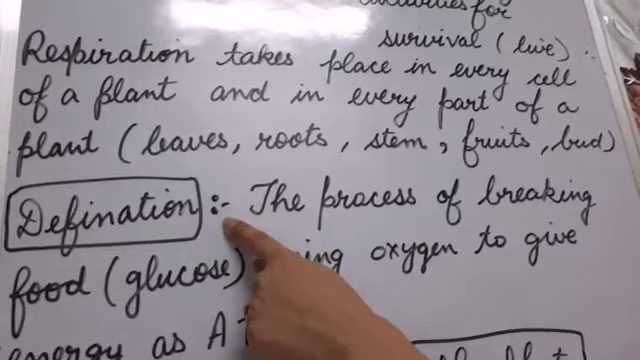 for
survival (live)
Respiration takes place in every cell
of a plant and in every part of a
plant (leaves, roots, stem, fruits, bud)
Defination :- The process of breaking
food (glucose) oxygen to give
energy as A